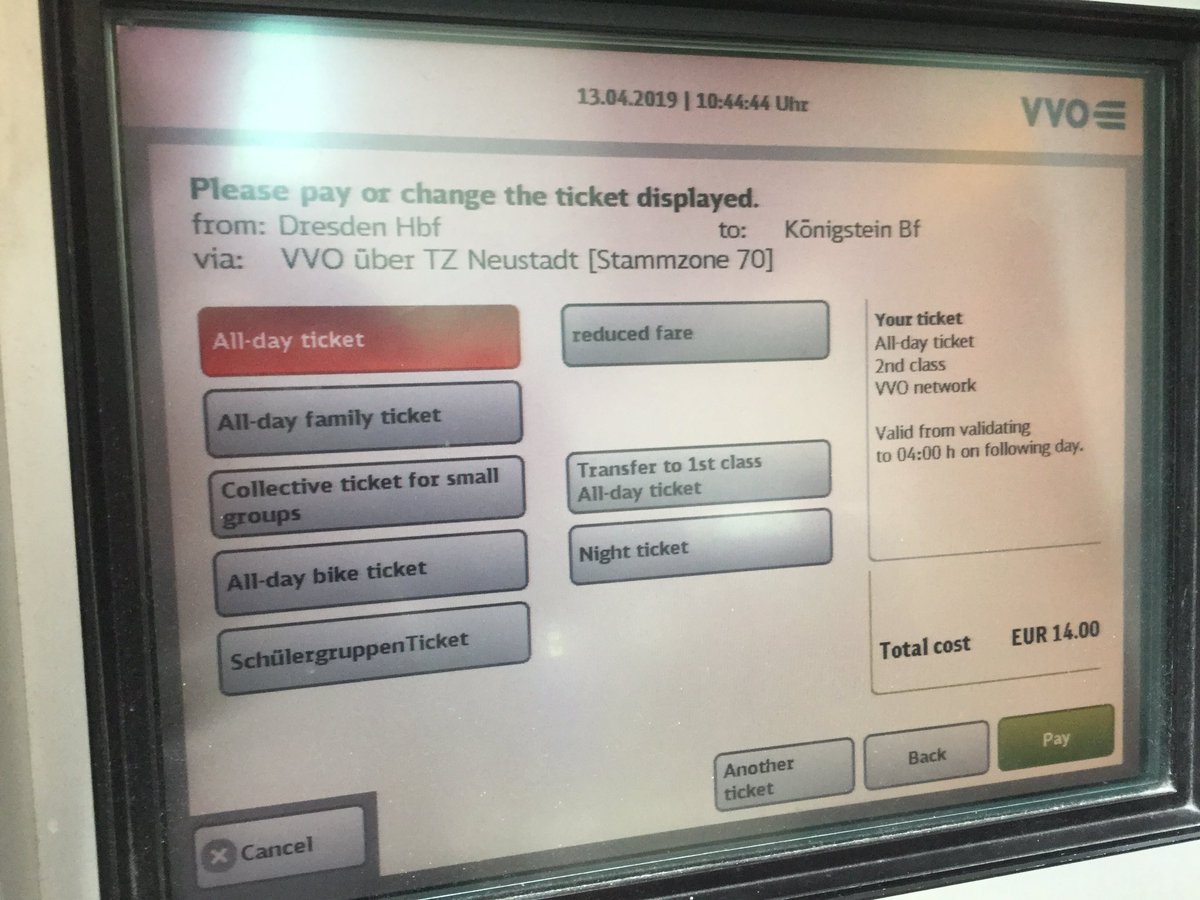 13.04.2019 | 10:44:44 Uhr
VVO
Please pay or change the ticket displayed.
from: Dresden Hbf to: Königstein Bf
via: VVO über TZ Neustadt [Stammzone 70]
All-day ticket
All-day family ticket
Collective ticket for small
groups
All-day bike ticket
SchülergruppenTicket
reduced fare
Transfer to 1st class
All-day ticket
Night ticket
Your ticket
All-day ticket
2nd class
VVO network
Valid from validating
to 04:00 h on following day.
Total cost EUR 14.00
Another
ticket
Back
Pay
Cancel